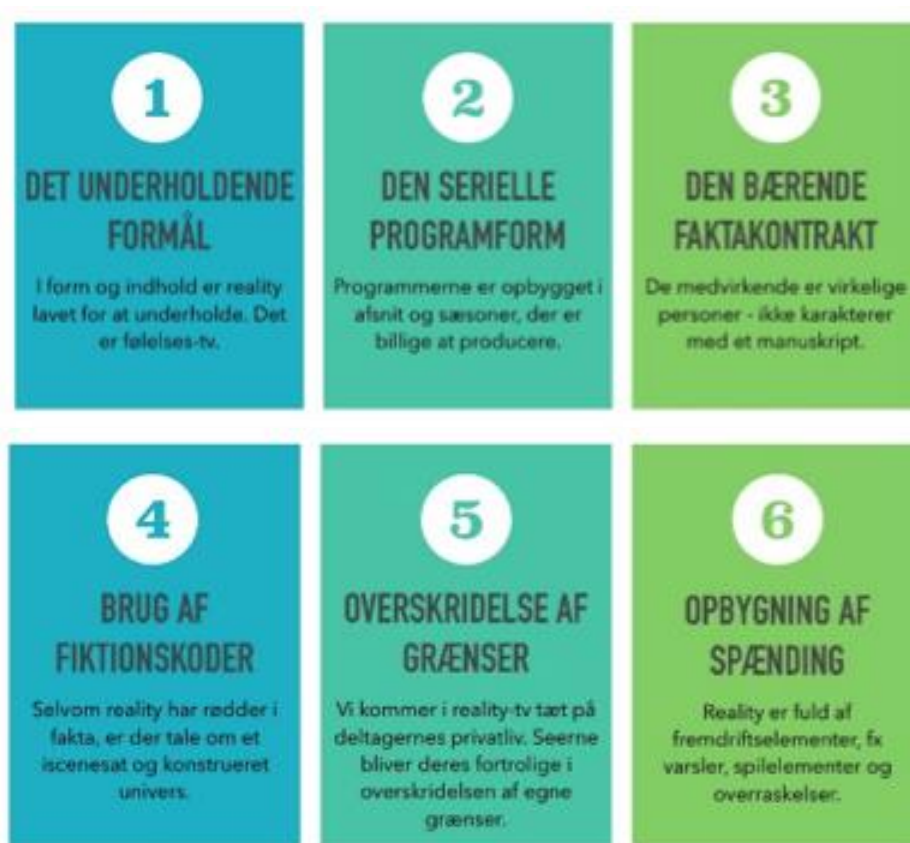 1
DET UNDERHOLDENDE
FORMÅL
I form og indhold er reality
lavet for at underholde. Det
er følelses-tv.
2
DEN SERIELLE
PROGRAMFORM
Programmerne er opbygget i
afsnit og sæsoner, der er
billige at producere.
3
DEN BÆRENDE
FAKTAKONTRAKT
De medvirkende er virkelige
personer - ikke karakterer
med et manuskript.
4
BRUG AF
FIKTIONSKODER
Selvom reality har rødder i
fakta, er der tale om et
iscenesat og konstrueret
univers.
5
OVERSKRIDELSE AF
GRÆNSER
Vi kommer i reality-tv tæt på
deltagernes privatliv. Seerne
bliver deres fortrolige i
overskridelsen af egne
grænser.
6
OPBYGNING AF
SPÆNDING
Reality er fuld af
fremdriftselementer, fx
varsler, spilelementer og
overraskelser.